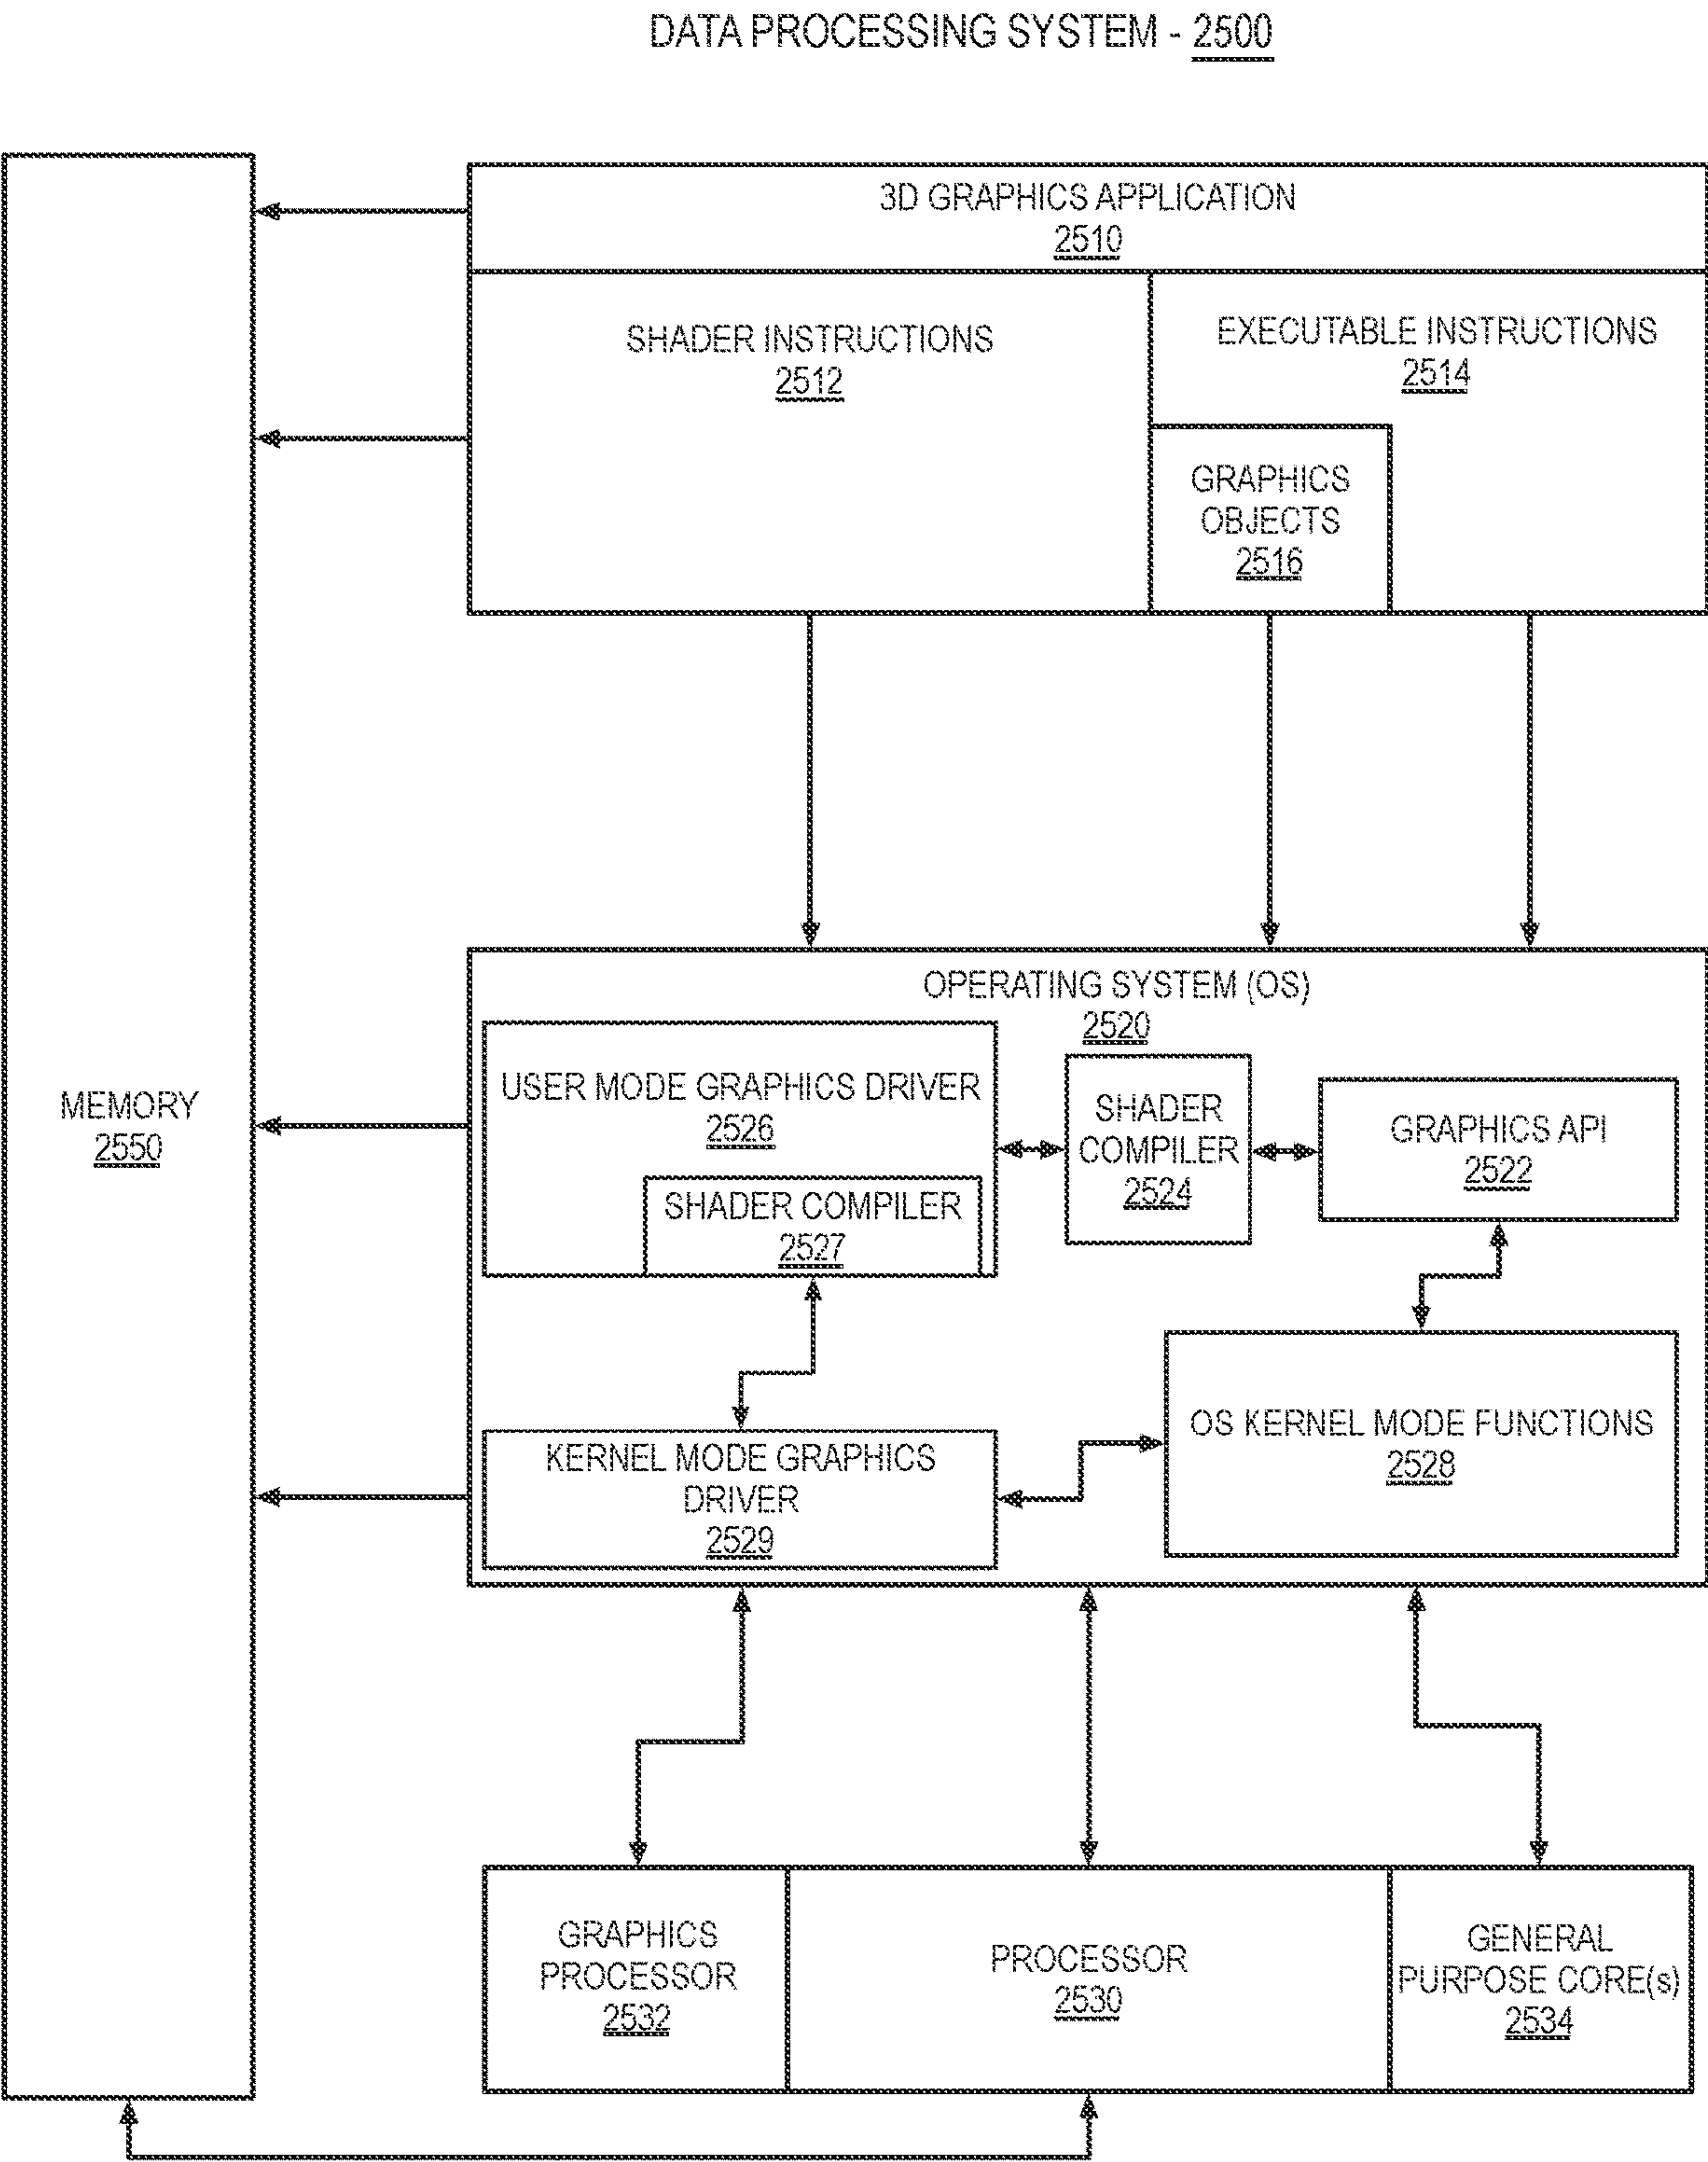 DATA PROCESSING SYSTEM - 2500
3D GRAPHICS APPLICATION
2510
SHADER INSTRUCTIONS
2512
EXECUTABLE INSTRUCTIONS
2514
GRAPHICS
OBJECTS
2516
MEMORY
2550
OPERATING SYSTEM (OS)
2520
USER MODE GRAPHICS DRIVER
2526
SHADER COMPILER
2527
SHADER
COMPILER
2524
GRAPHICS API
2522
KERNEL MODE GRAPHICS
DRIVER
2529
OS KERNEL MODE FUNCTIONS
2528
GRAPHICS
PROCESSOR
2532
PROCESSOR
2530
GENERAL
PURPOSE CORE(s)
2534